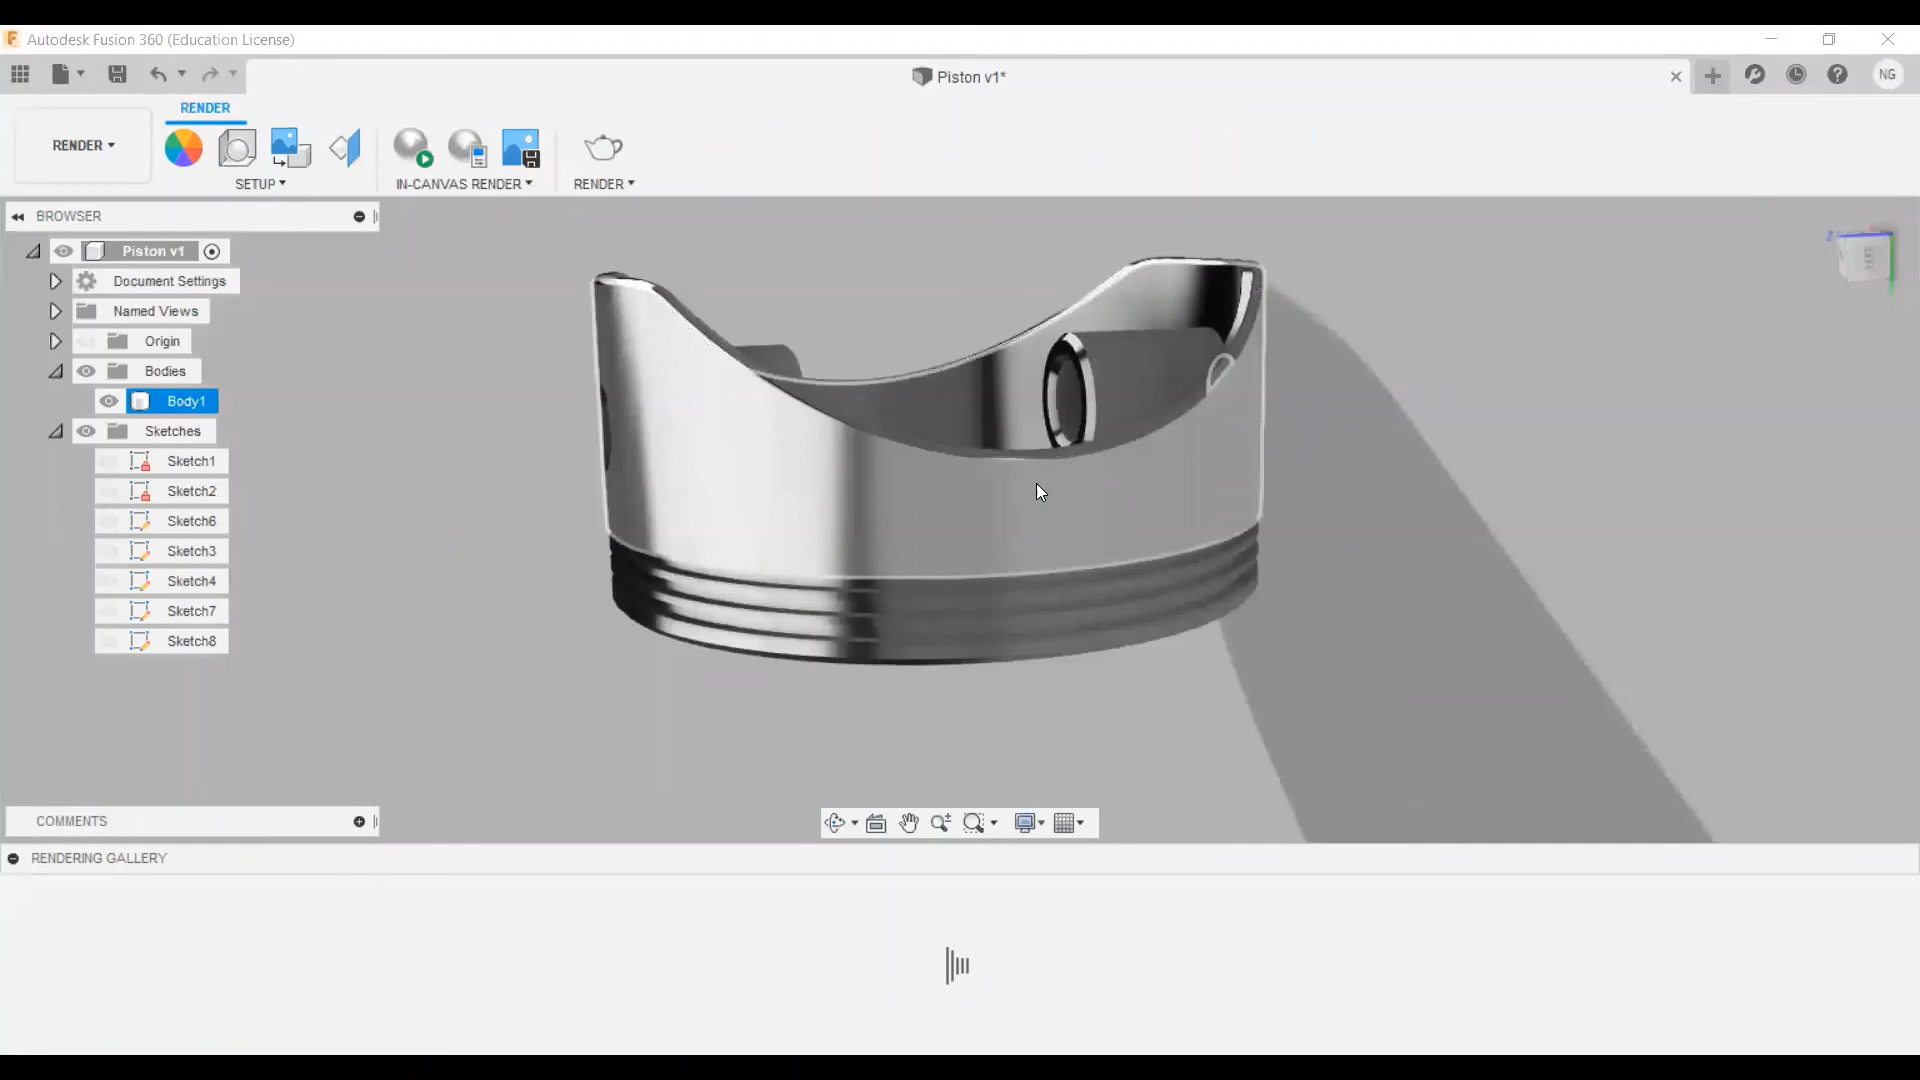 Autodesk Fusion 360 (Education License)
Piston v1*
NG
RENDER
RENDER
SETUP
IN-CANVAS RENDER
RENDER
BROWSER
Piston v1
Document Settings
Named Views
Origin
Bodies
Body1
Sketches
Sketch1
Sketch2
Sketch6
Sketch3
Sketch4
Sketch7
Sketch8
Z
LEFT
COMMENTS
RENDERING GALLERY